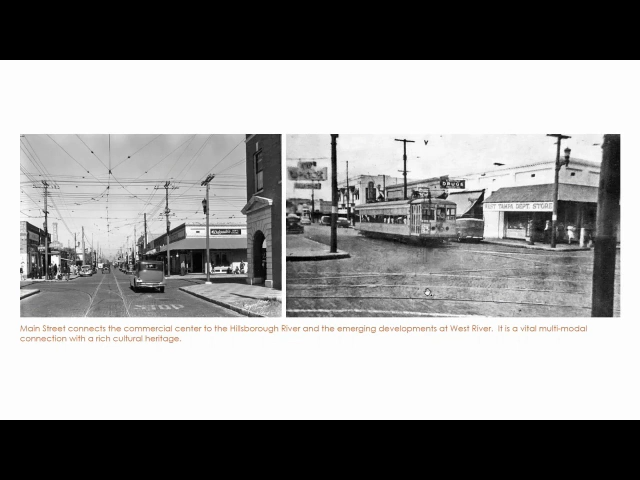 DRUG
WEST TAMPA DEPT. STORE
STOP
Main Street connects the commercial center to the Hillsborough River and the emerging developments at West River. It is a vital multi-modal
connection with a rich cultural heritage.